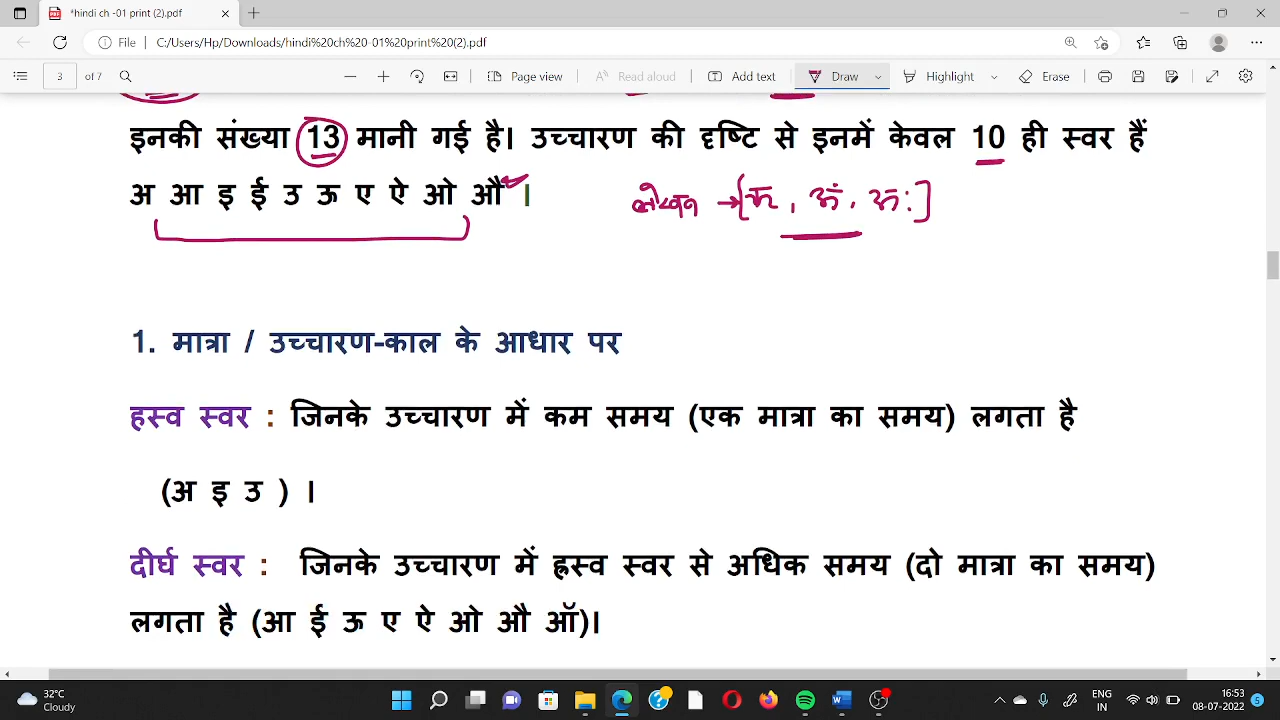 *hindi ch -01 print (2).pdf
File C:/Users/Hp/Downloads/hindi%20ch%20-01%20print%20(2).pdf
3 of 7 Page view Read aloud Add text Draw Highlight Erase
इनकी संख्या 13 मानी गई है। उच्चारण की दृष्टि से इनमें केवल 10 ही स्वर हैं
अ आ इ ई उ ऊ ए ऐ ओ औ । → [ऋ, अं, अः]
1. मात्रा / उच्चारण-काल के आधार पर
हस्व स्वर : जिनके उच्चारण में कम समय (एक मात्रा का समय) लगता है
(अ इ उ ) ।
दीर्घ स्वर : जिनके उच्चारण में ह्रस्व स्वर से अधिक समय (दो मात्रा का समय)
लगता है (आ ई ऊ ए ऐ ओ औ ऑ)।
32°C
Cloudy
ENG
IN
16:53
08-07-2022
5